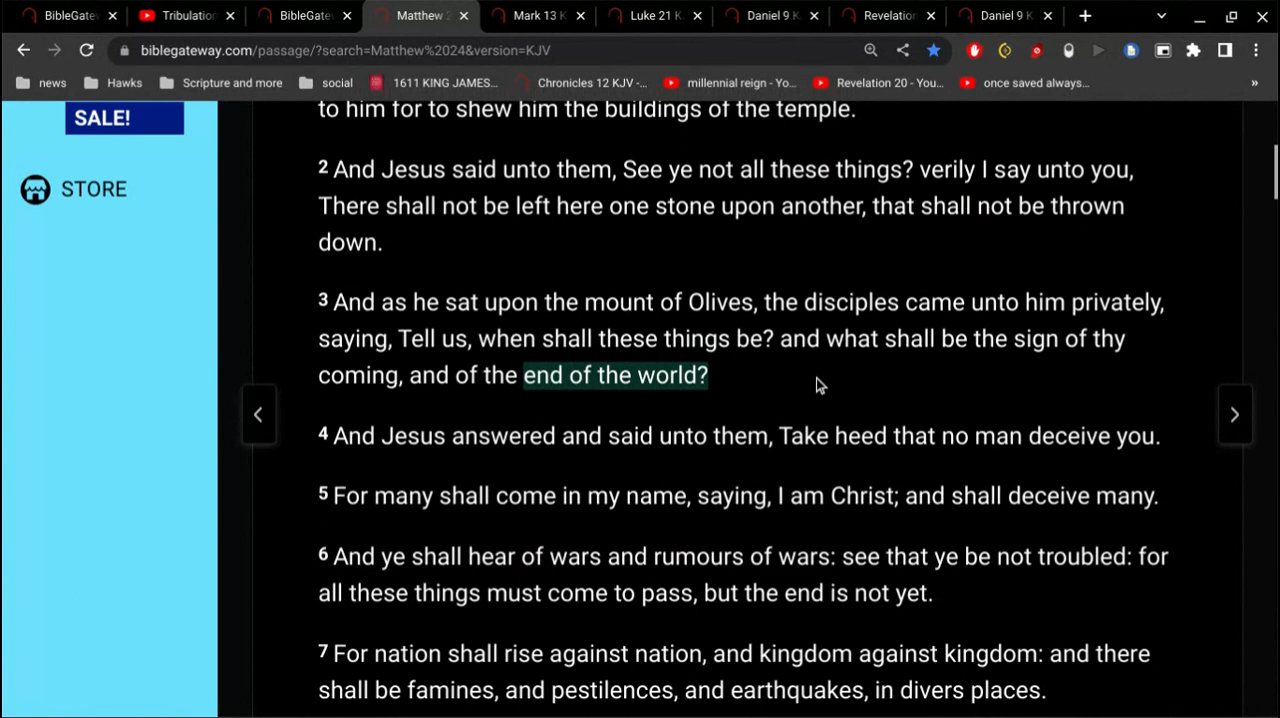 BibleGate
Tribulation
BibleGate
Matthew 2
Mark 13 K
Luke 21 K
Daniel 9 K
Revelation
Daniel 9 K
biblegateway.com/passage/?search=Matthew%2024&version=KJV
news
Hawks
Scripture and more
social
1611 KING JAMES...
Chronicles 12 KJV -...
millennial reign - Yo...
Revelation 20 - You...
once saved always...
»
SALE!
STORE
to him for to shew him the buildings of the temple.
2 And Jesus said unto them, See ye not all these things? verily I say unto you,
There shall not be left here one stone upon another, that shall not be thrown
down.
3 And as he sat upon the mount of Olives, the disciples came unto him privately,
saying, Tell us, when shall these things be? and what shall be the sign of thy
coming, and of the end of the world?
4 And Jesus answered and said unto them, Take heed that no man deceive you.
5 For many shall come in my name, saying, I am Christ; and shall deceive many.
6 And ye shall hear of wars and rumours of wars: see that ye be not troubled: for
all these things must come to pass, but the end is not yet.
7 For nation shall rise against nation, and kingdom against kingdom: and there
shall be famines, and pestilences, and earthquakes, in divers places.